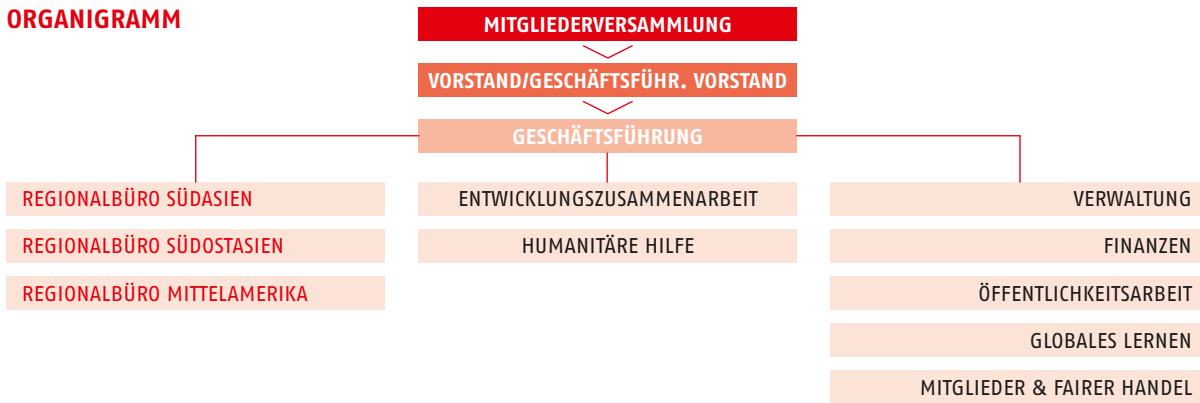 ORGANIGRAMM
MITGLIEDERVERSAMMLUNG
VORSTAND/GESCHÄFTSFÜHR. VORSTAND
GESCHÄFTSFÜHRUNG
REGIONALBÜRO SÜDASIEN
REGIONALBÜRO SÜDOSTASIEN
REGIONALBÜRO MITTELAMERIKA
ENTWICKLUNGSZUSAMMENARBEIT
HUMANITÄRE HILFE
VERWALTUNG
FINANZEN
ÖFFENTLICHKEITSARBEIT
GLOBALES LERNEN
MITGLIEDER & FAIRER HANDEL